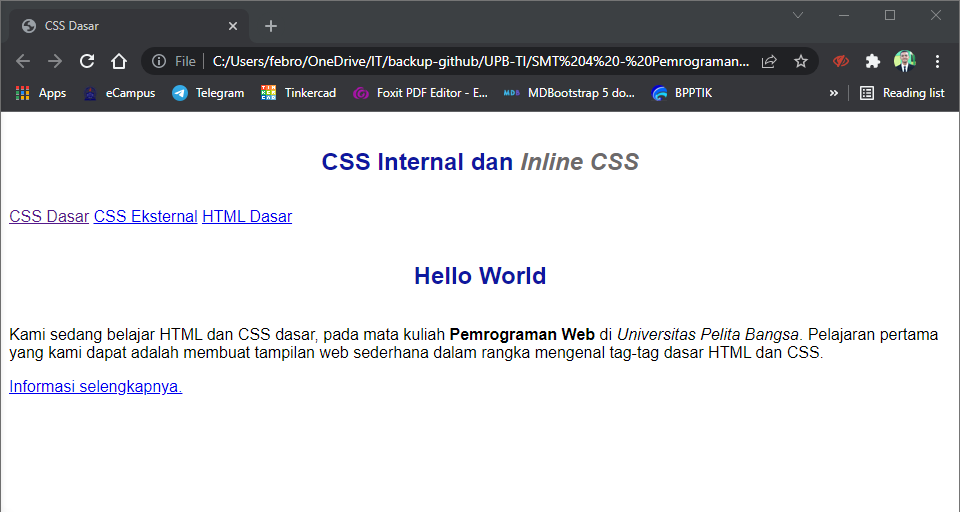 CSS Dasar
File | C:/Users/febro/OneDrive/IT/backup-github/UPB-TI/SMT%204%20-%20Pemrograman...
Apps eCampus Telegram Tinkercad Foxit PDF Editor - E... MDB MDBootstrap 5 do... BPPTIK » Reading list
CSS Internal dan Inline CSS
CSS Dasar CSS Eksternal HTML Dasar
Hello World
Kami sedang belajar HTML dan CSS dasar, pada mata kuliah Pemrograman Web di Universitas Pelita Bangsa. Pelajaran pertama
yang kami dapat adalah membuat tampilan web sederhana dalam rangka mengenal tag-tag dasar HTML dan CSS.
Informasi selengkapnya.